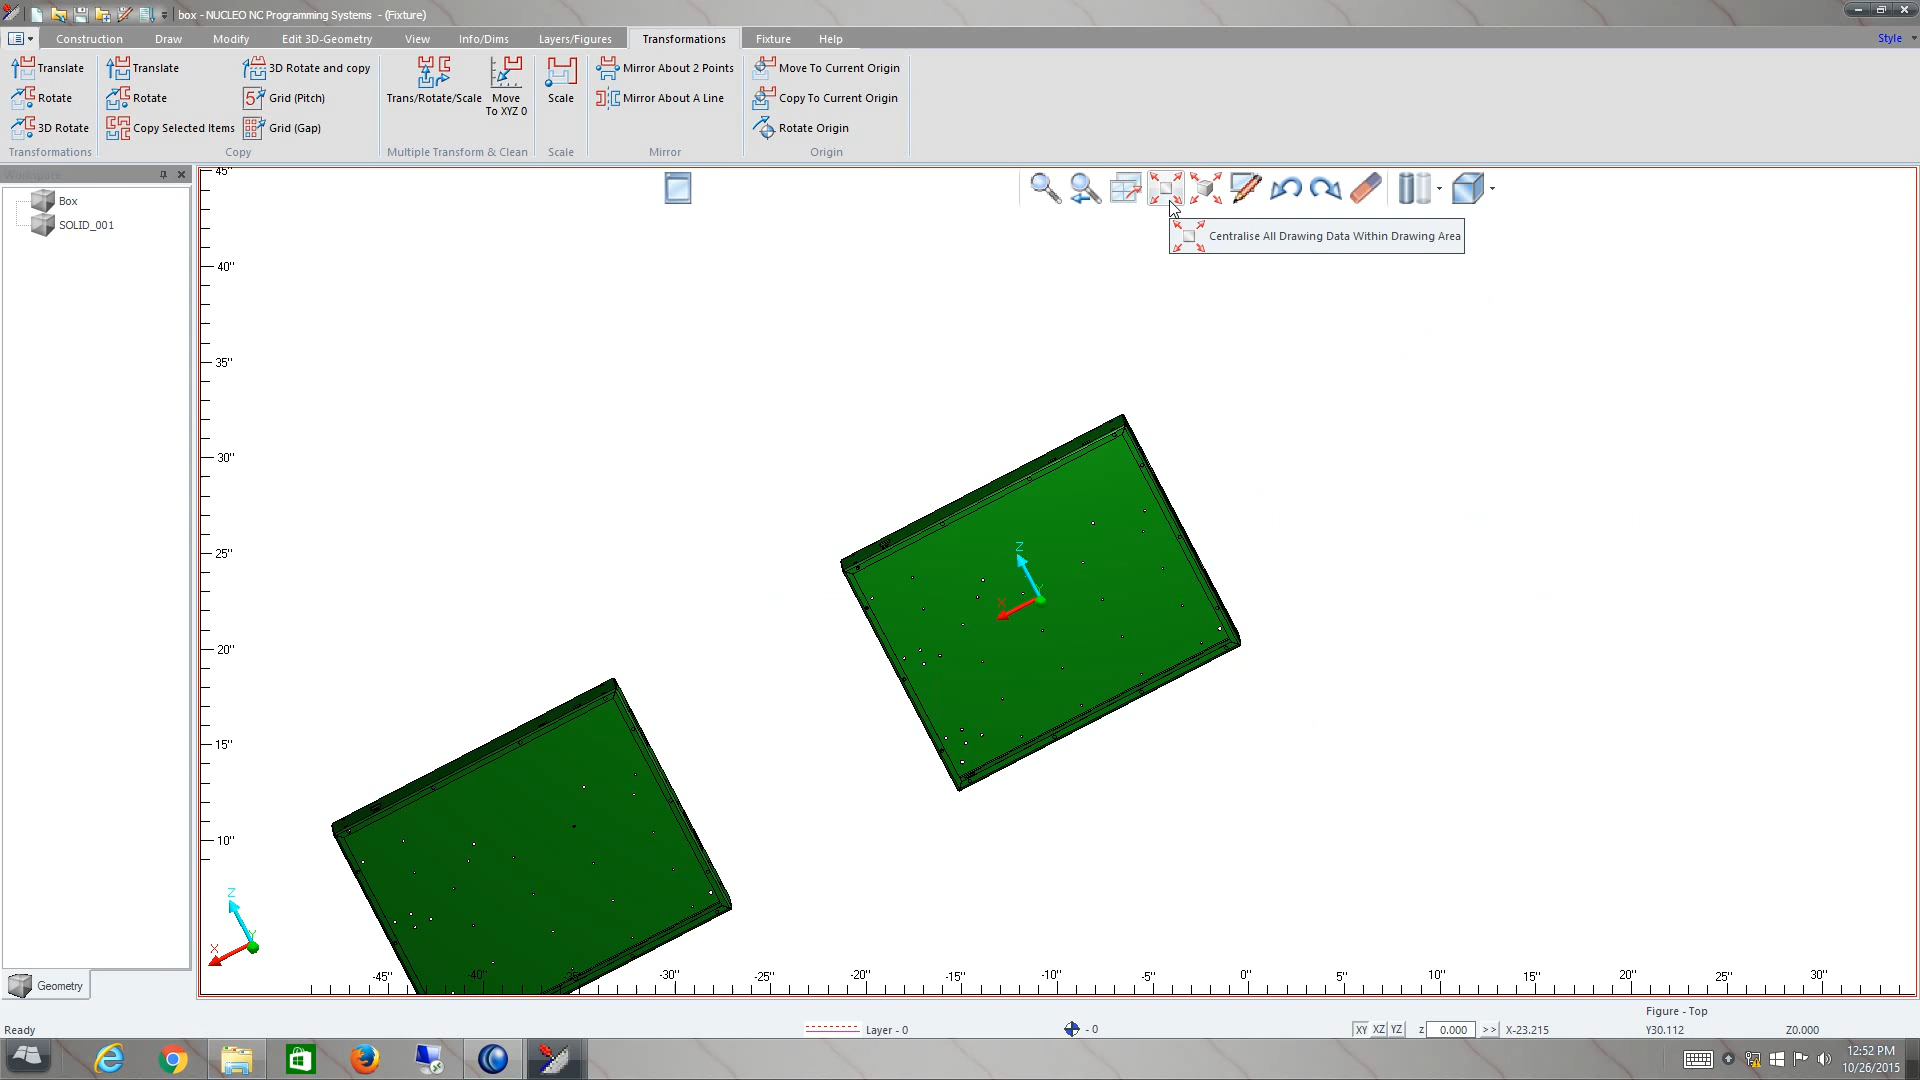 box - NUCLEO NC Programming Systems - (Fixture)
Construction Draw Modify Edit 3D-Geometry View Info/Dims Layers/Figures Transformations Fixture Help Style
Translate Translate 3D Rotate and copy Mirror About 2 Points Move To Current Origin
Rotate Rotate Grid (Pitch) Trans/Rotate/Scale Move To XYZ 0 Scale Mirror About A Line Copy To Current Origin
3D Rotate Copy Selected Items Grid (Gap) Rotate Origin
Transformations Copy Multiple Transform & Clean Scale Mirror Origin
Workspace
Box
SOLID_001
Centralise All Drawing Data Within Drawing Area
45"
40"
35"
30"
25"
20"
15"
10"
Z
Y
X
Z
Y
X
-45" -40" -35" -30" -25" -20" -15" -10" -5" 0" 5" 10" 15" 20" 25" 30"
Geometry
Figure - Top
Ready Layer - 0 - 0 XY XZ YZ z 0.000 >> X-23.215 Y30.112 Z0.000
12:52 PM
10/26/2015